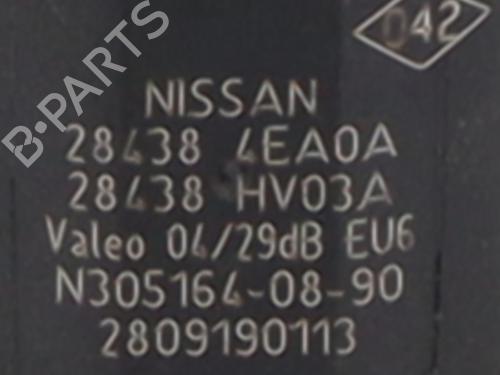 042
B-PARTS
NISSAN
28438 4EA0A
28438 HV03A
Valeo 04/29dB EU6
N305164-08-90
2809190113